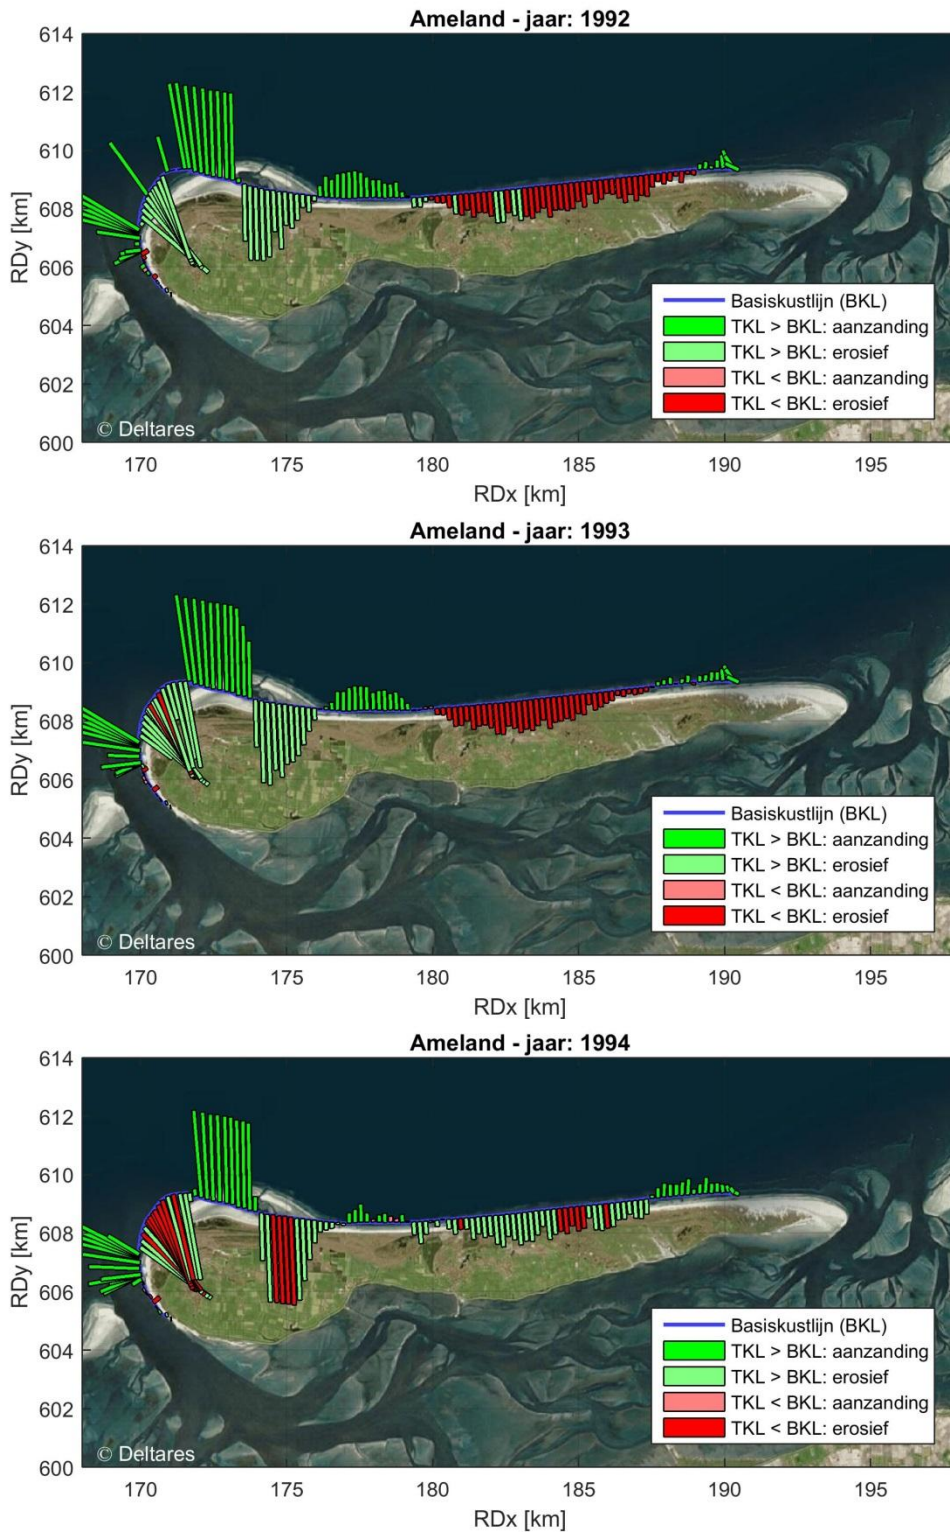 Ameland - jaar: 1992
614
612
610
608
606
604
602
600
RDy [km]
Basiskustlijn (BKL)
TKL > BKL: aanzanding
TKL > BKL: erosief
TKL < BKL: aanzanding
TKL < BKL: erosief
© Deltares
170 175 180 185 190 195
RDx [km]
Ameland - jaar: 1993
614
612
610
608
606
604
602
600
RDy [km]
Basiskustlijn (BKL)
TKL > BKL: aanzanding
TKL > BKL: erosief
TKL < BKL: aanzanding
TKL < BKL: erosief
© Deltares
170 175 180 185 190 195
RDx [km]
Ameland - jaar: 1994
614
612
610
608
606
604
602
600
RDy [km]
Basiskustlijn (BKL)
TKL > BKL: aanzanding
TKL > BKL: erosief
TKL < BKL: aanzanding
TKL < BKL: erosief
© Deltares
170 175 180 185 190 195
RDx [km]